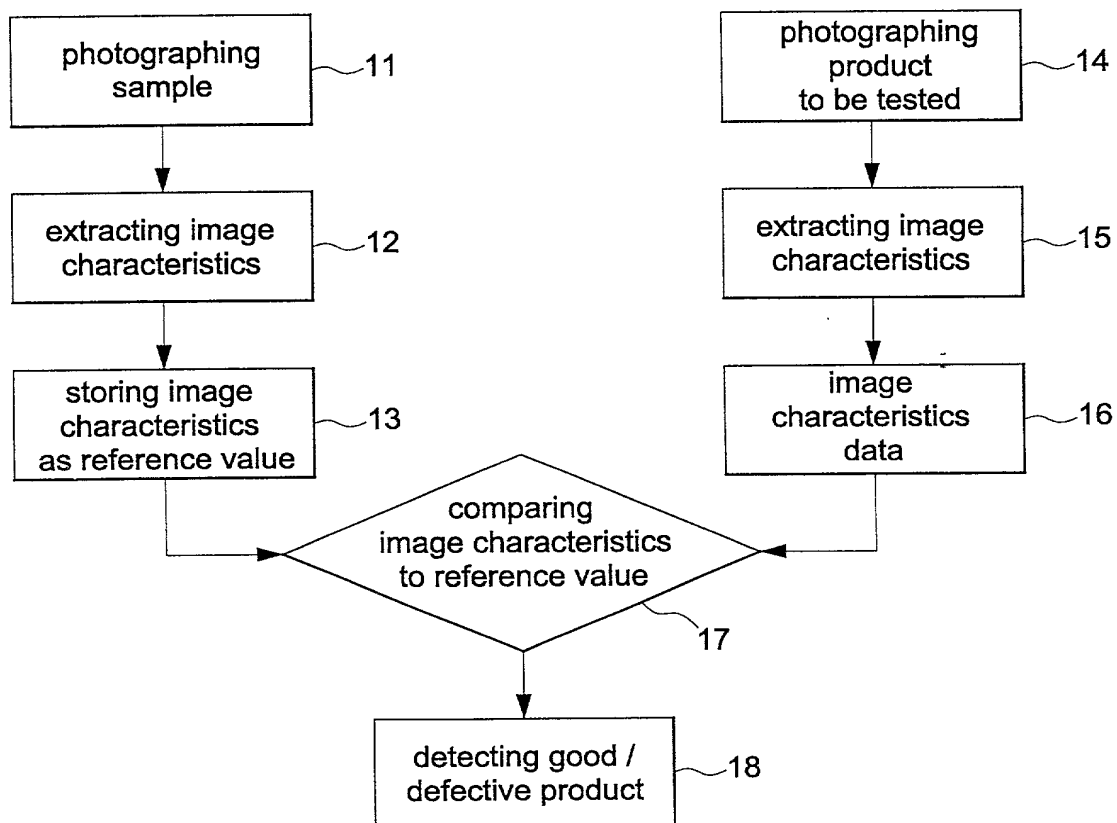 photographing
sample
11
extracting image
characteristics
12
storing image
characteristics
as reference value
13
photographing
product
to be tested
14
extracting image
characteristics
15
image
characteristics
data
16
comparing
image characteristics
to reference value
17
detecting good /
defective product
18